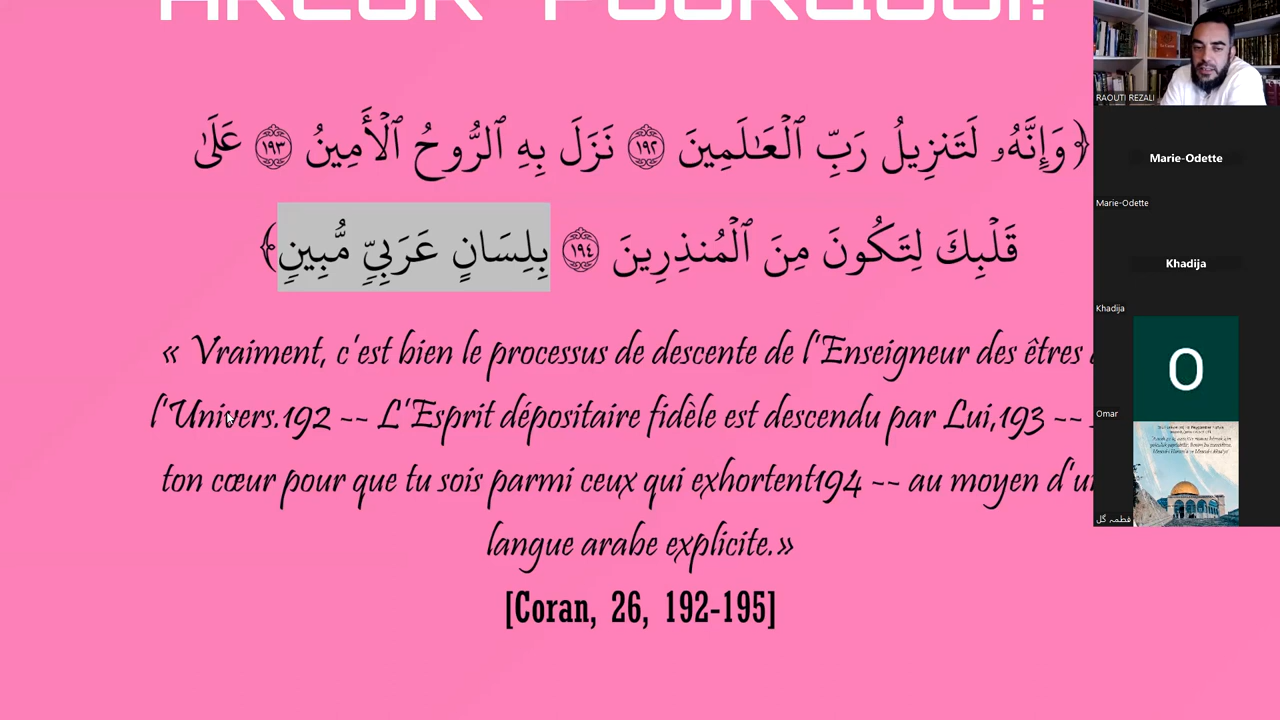 POURQUOI?
﴿وَإِنَّهُۥ لَتَنزِيلُ رَبِّ ٱلْعَٰلَمِينَ ١٩٢ نَزَلَ بِهِ ٱلرُّوحُ ٱلْأَمِينُ ١٩٣ عَلَىٰ
قَلْبِكَ لِتَكُونَ مِنَ ٱلْمُنذِرِينَ ١٩٤ بِلِسَانٍ عَرَبِيٍّ مُّبِينٍ﴾
« Vraiment, c'est bien le processus de descente de l'Enseigneur des êtres
l'Univers.192 -- L'Esprit dépositaire fidèle est descendu par Lui,193 --
ton cœur pour que tu sois parmi ceux qui exhortent194 -- au moyen d'u
langue arabe explicite.»
[Coran, 26, 192-195]
RAOUTI REZALI
Marie-Odette
Marie-Odette
Khadija
Khadija
O
Omar
فطمہ گل